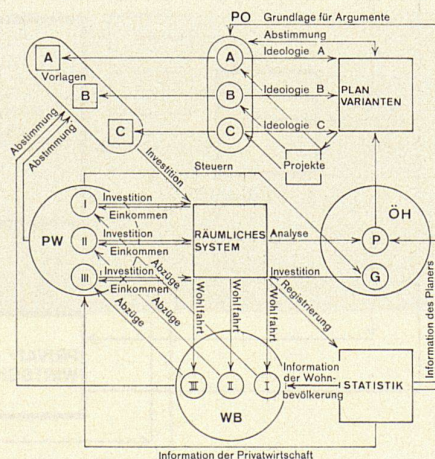 PO
Grundlage für Argumente
Abstimmung
A
Vorlagen
B
C
A
B
C
Ideologie A
Ideologie B
Ideologie C
PLAN
VARIANTEN
Projekte
Abstimmung
Abstimmung
Investition
Steuern
PW
I
II
III
Investition
Einkommen
Investition
Einkommen
Investition
Einkommen
Abzüge
Abzüge
Abzüge
RÄUMLICHES
SYSTEM
Analyse
Investition
Registrierung
ÖH
P
G
Wohlfahrt
Wohlfahrt
Wohlfahrt
III
II
I
WB
Information
der Wohn-
bevölkerung
STATISTIK
Information des Planers
Information der Privatwirtschaft